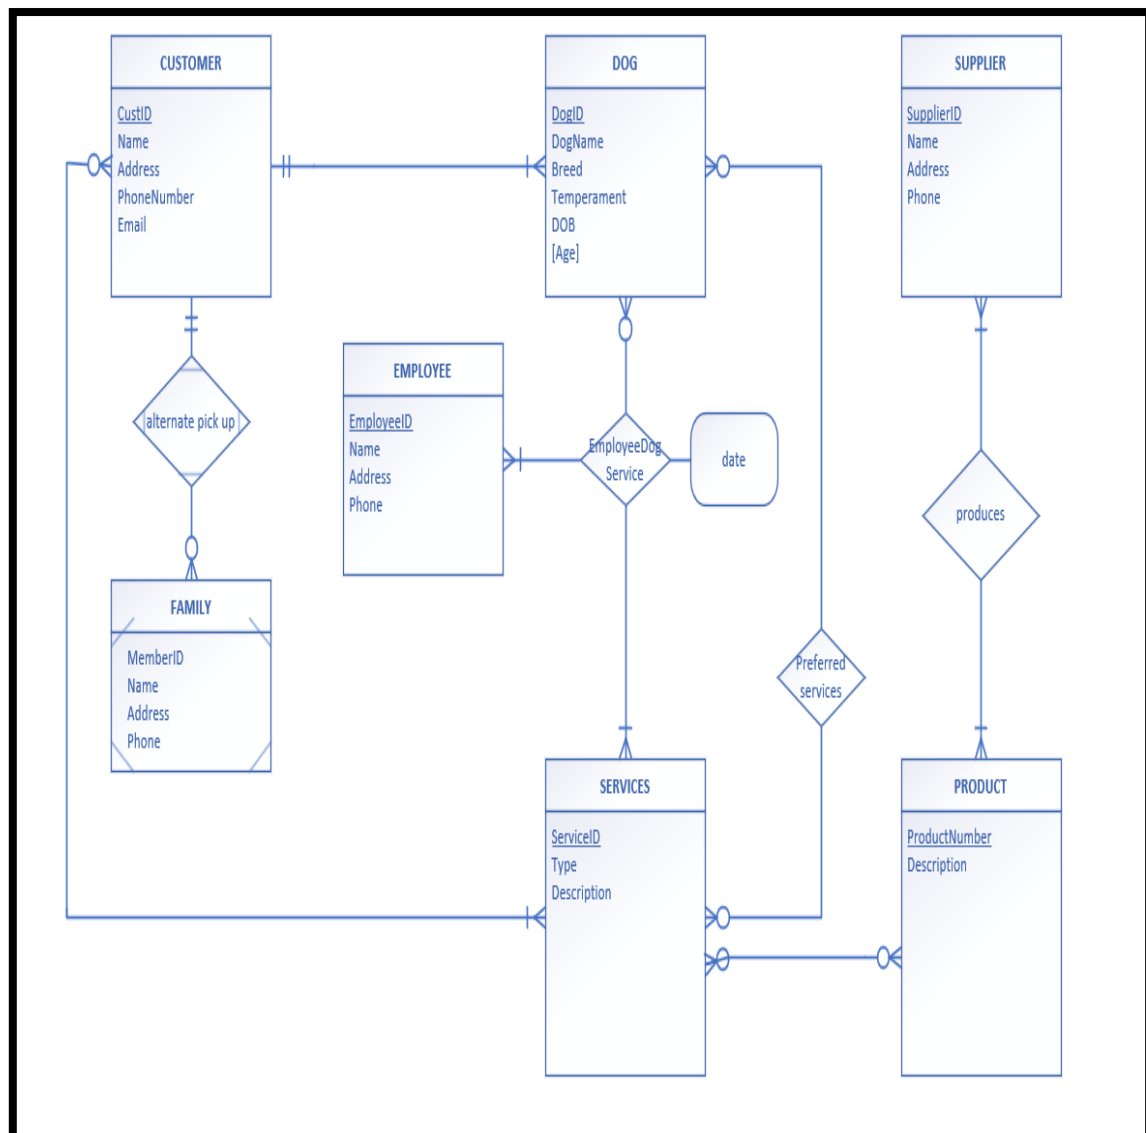 CUSTOMER
CustID
Name
Address
PhoneNumber
Email
DOG
DogID
DogName
Breed
Temperament
DOB
[Age]
SUPPLIER
SupplierID
Name
Address
Phone
EMPLOYEE
EmployeeID
Name
Address
Phone
alternate pick up
EmployeeDog
Service
date
produces
FAMILY
MemberID
Name
Address
Phone
Preferred
services
SERVICES
ServiceID
Type
Description
PRODUCT
ProductNumber
Description